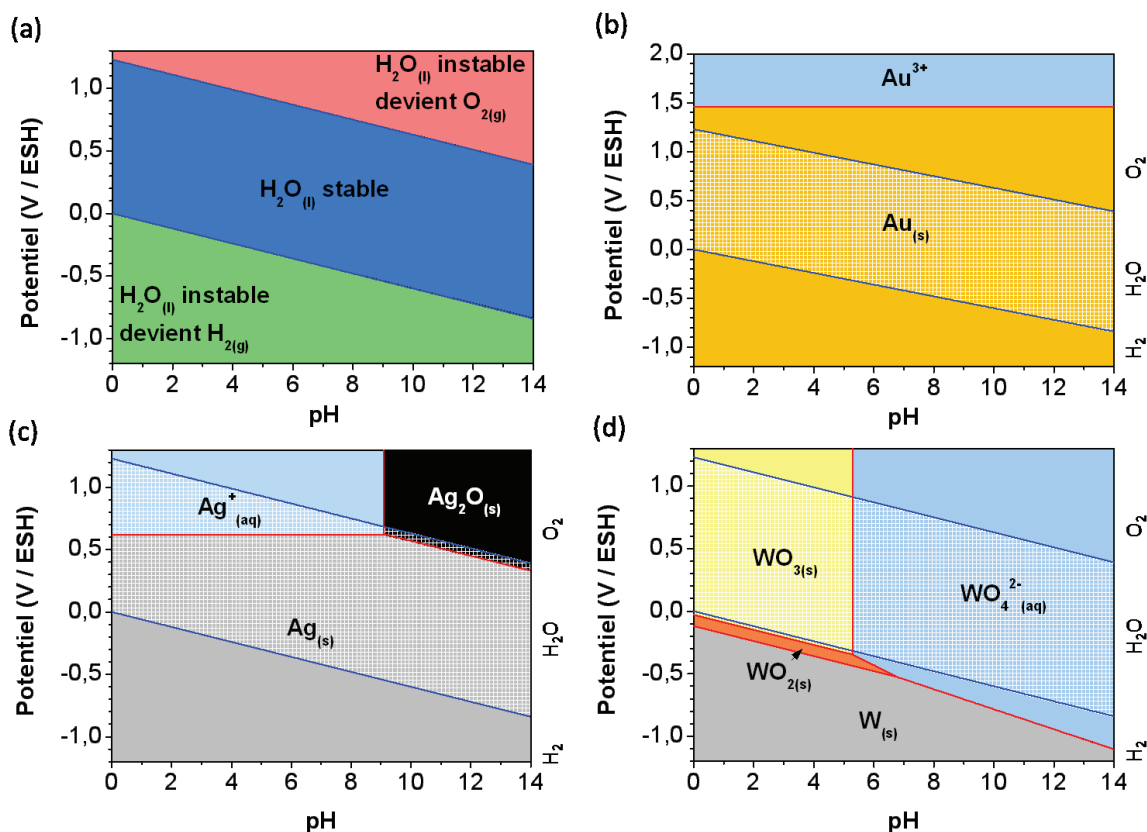 (a)
H₂O₍ₗ₎ instable
devient O₂₍g₎
H₂O₍ₗ₎ stable
H₂O₍ₗ₎ instable
devient H₂₍g₎
Potentiel (V / ESH)
1,0
0,5
0,0
-0,5
-1,0
0 2 4 6 8 10 12 14
pH
(b)
Au³⁺
Au₍s₎
Potentiel (V / ESH)
2,0
1,5
1,0
0,5
0,0
-0,5
-1,0
0 2 4 6 8 10 12 14
pH
O₂
H₂O
H₂
(c)
Ag⁺₍aq₎
Ag₂O₍s₎
Ag₍s₎
Potentiel (V / ESH)
1,0
0,5
0,0
-0,5
-1,0
0 2 4 6 8 10 12 14
pH
O₂
H₂O
H₂
(d)
WO₃₍s₎
WO₄²⁻₍aq₎
WO₂₍s₎
W₍s₎
Potentiel (V / ESH)
1,0
0,5
0,0
-0,5
-1,0
0 2 4 6 8 10 12 14
pH
O₂
H₂O
H₂